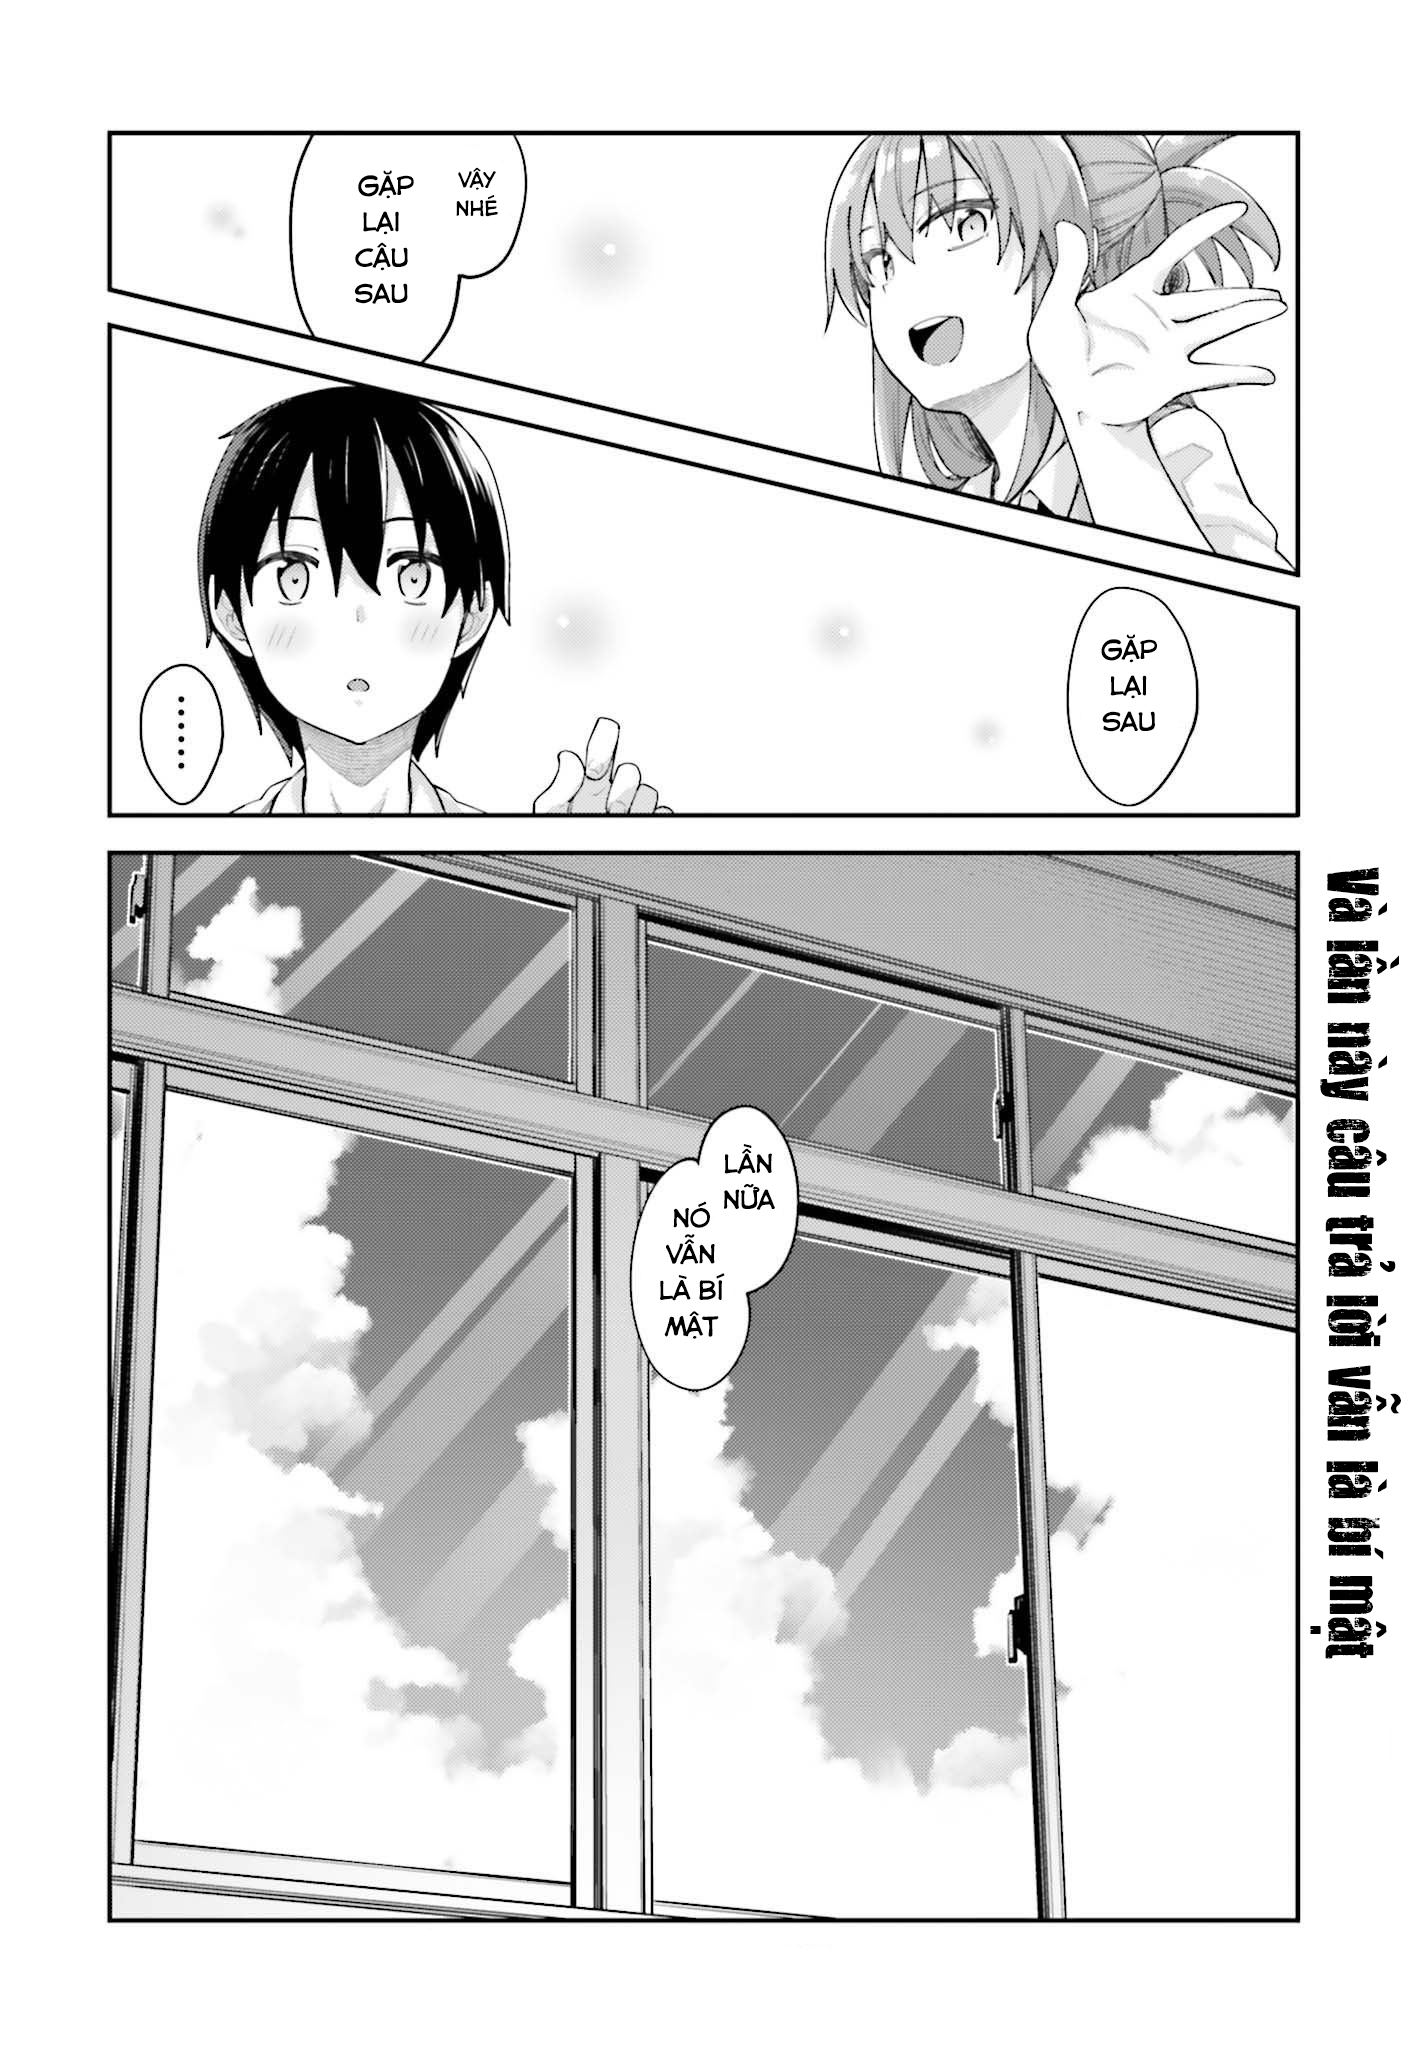 VẬY
NHÉ
GẶP
LẠI
CẬU
SAU
GẶP
LẠI
SAU
.......
LẦN
NỮA
NÓ
VẪN
LÀ BÍ
MẬT
Và lần này câu trả lời vẫn là bí mật